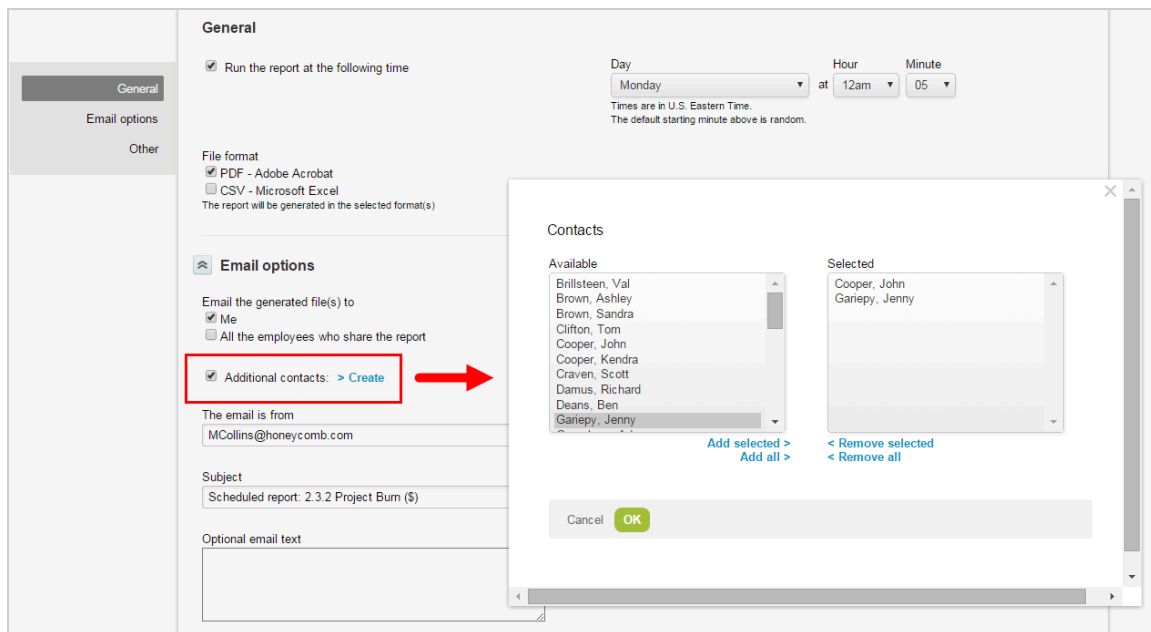 General
Run the report at the following time
Day
Hour
Minute
Monday
at
12am
05
Times are in U.S. Eastern Time.
The default starting minute above is random.
General
Email options
Other
File format
PDF - Adobe Acrobat
CSV - Microsoft Excel
The report will be generated in the selected format(s)
Email options
Email the generated file(s) to
Me
All the employees who share the report
Additional contacts: > Create
The email is from
MCollins@honeycomb.com
Subject
Scheduled report: 2.3.2 Project Burn ($)
Optional email text
Contacts
Available
Brillsteen, Val
Brown, Ashley
Brown, Sandra
Clifton, Tom
Cooper, John
Cooper, Kendra
Craven, Scott
Damus, Richard
Deans, Ben
Gariepy, Jenny
Add selected >
Add all >
Selected
Cooper, John
Gariepy, Jenny
< Remove selected
< Remove all
Cancel
OK